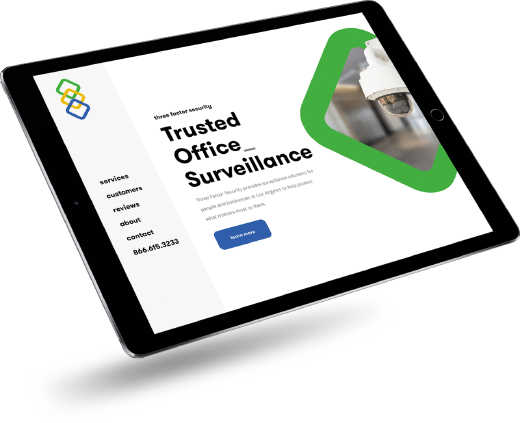 services
customers
reviews
about
contact
866.615.3233
three factor security
Trusted
Office_
Surveillance
Three Factor Security provides surveillance solutions for
people and businesses in Los Angeles to help protect
what matters most to them.
learn more